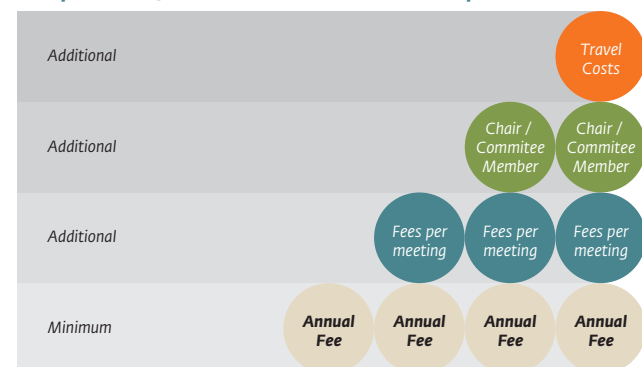 Additional
Travel
Costs
Additional
Chair /
Commitee
Member
Chair /
Commitee
Member
Additional
Fees per
meeting
Fees per
meeting
Fees per
meeting
Minimum
Annual
Fee
Annual
Fee
Annual
Fee
Annual
Fee